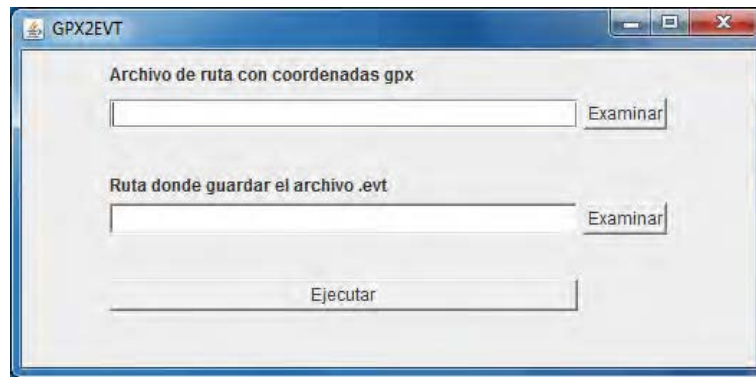 GPX2EVT
Archivo de ruta con coordenadas gpx
Examinar
Ruta donde guardar el archivo .evt
Examinar
Ejecutar